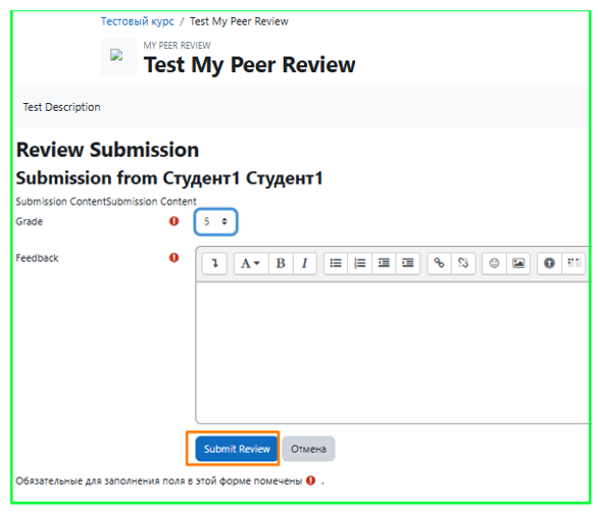 Тестовый курс / Test My Peer Review
MY PEER REVIEW
Test My Peer Review
Test Description
Review Submission
Submission from Студент1 Студент1
Submission ContentSubmission Content
Grade
5
Feedback
A B I
Submit Review Отмена
Обязательные для заполнения поля в этой форме помечены .